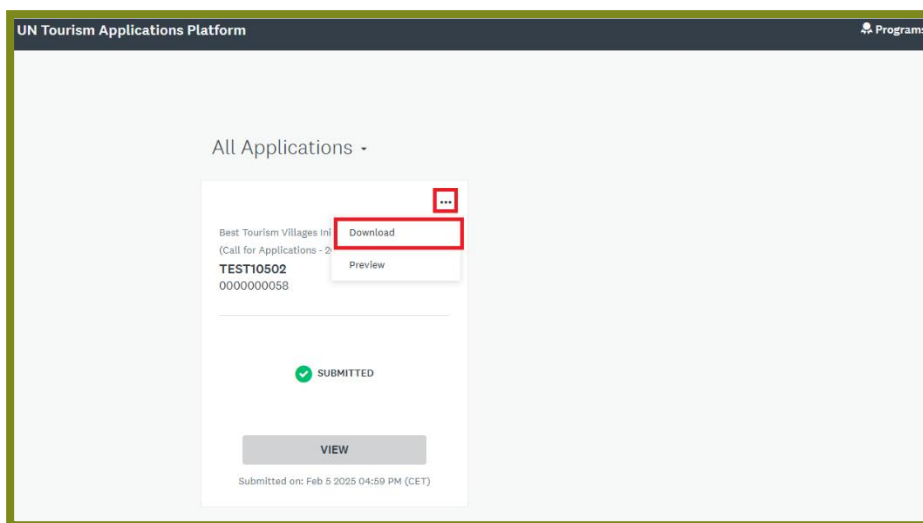 UN Tourism Applications Platform
Programs
All Applications
...
Best Tourism Villages Ini
Download
(Call for Applications - 2
TEST10502
Preview
0000000058
SUBMITTED
VIEW
Submitted on: Feb 5 2025 04:59 PM (CET)